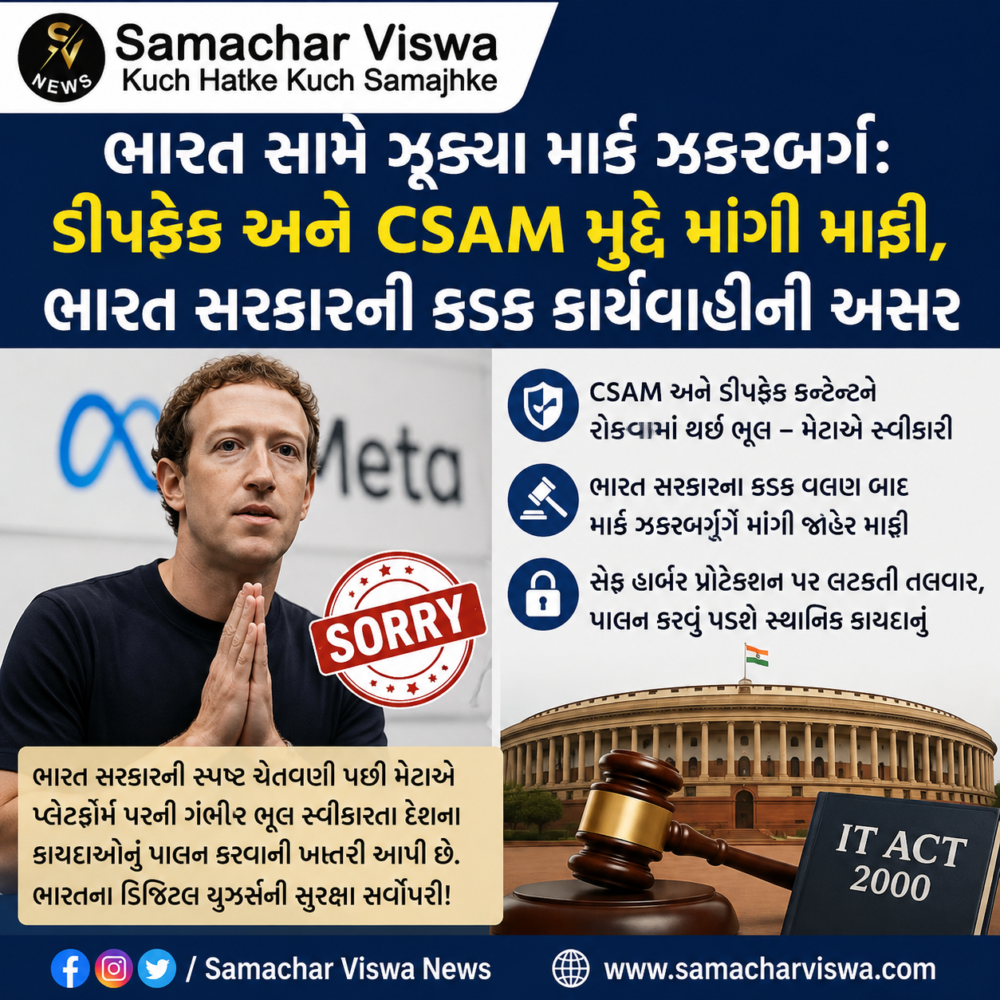 SV
NEWS
Samachar Viswa
Kuch Hatke Kuch Samajhke
ભારત સામે ઝૂક્યા માર્ક ઝકરબર્ગ:
ડીપફેક અને CSAM મુદ્દે માંગી માફી,
ભારત સરકારની કડક કાર્યવાહીની અસર
Meta
SORRY
CSAM અને ડીપફેક કન્ટેન્ટને
રોકવામાં થઈ ભૂલ – મેટાએ સ્વીકારી
ભારત સરકારના કડક વલણ બાદ
માર્ક માંગી જાહેર માફી
સેફ હાર્બર પ્રોટેકશન પર લટકતી તલવાર,
પાલન કરવું પડશે સ્થાનિક કાયદાનું
ભારત સરકારની સ્પષ્ટ ચેતવણી પછી મેટાએ
પ્લેટફોર્મ પરની ગંભીર ભૂલ સ્વીકારતા દેશના
કાયદાઓનું પાલન કરવાની ખાતરી આપી છે.
ભારતના ડિજિટલ યુઝર્સની સુરક્ષા સર્વોપરી!
IT ACT
2000
/ Samachar Viswa News
www.samacharviswa.com